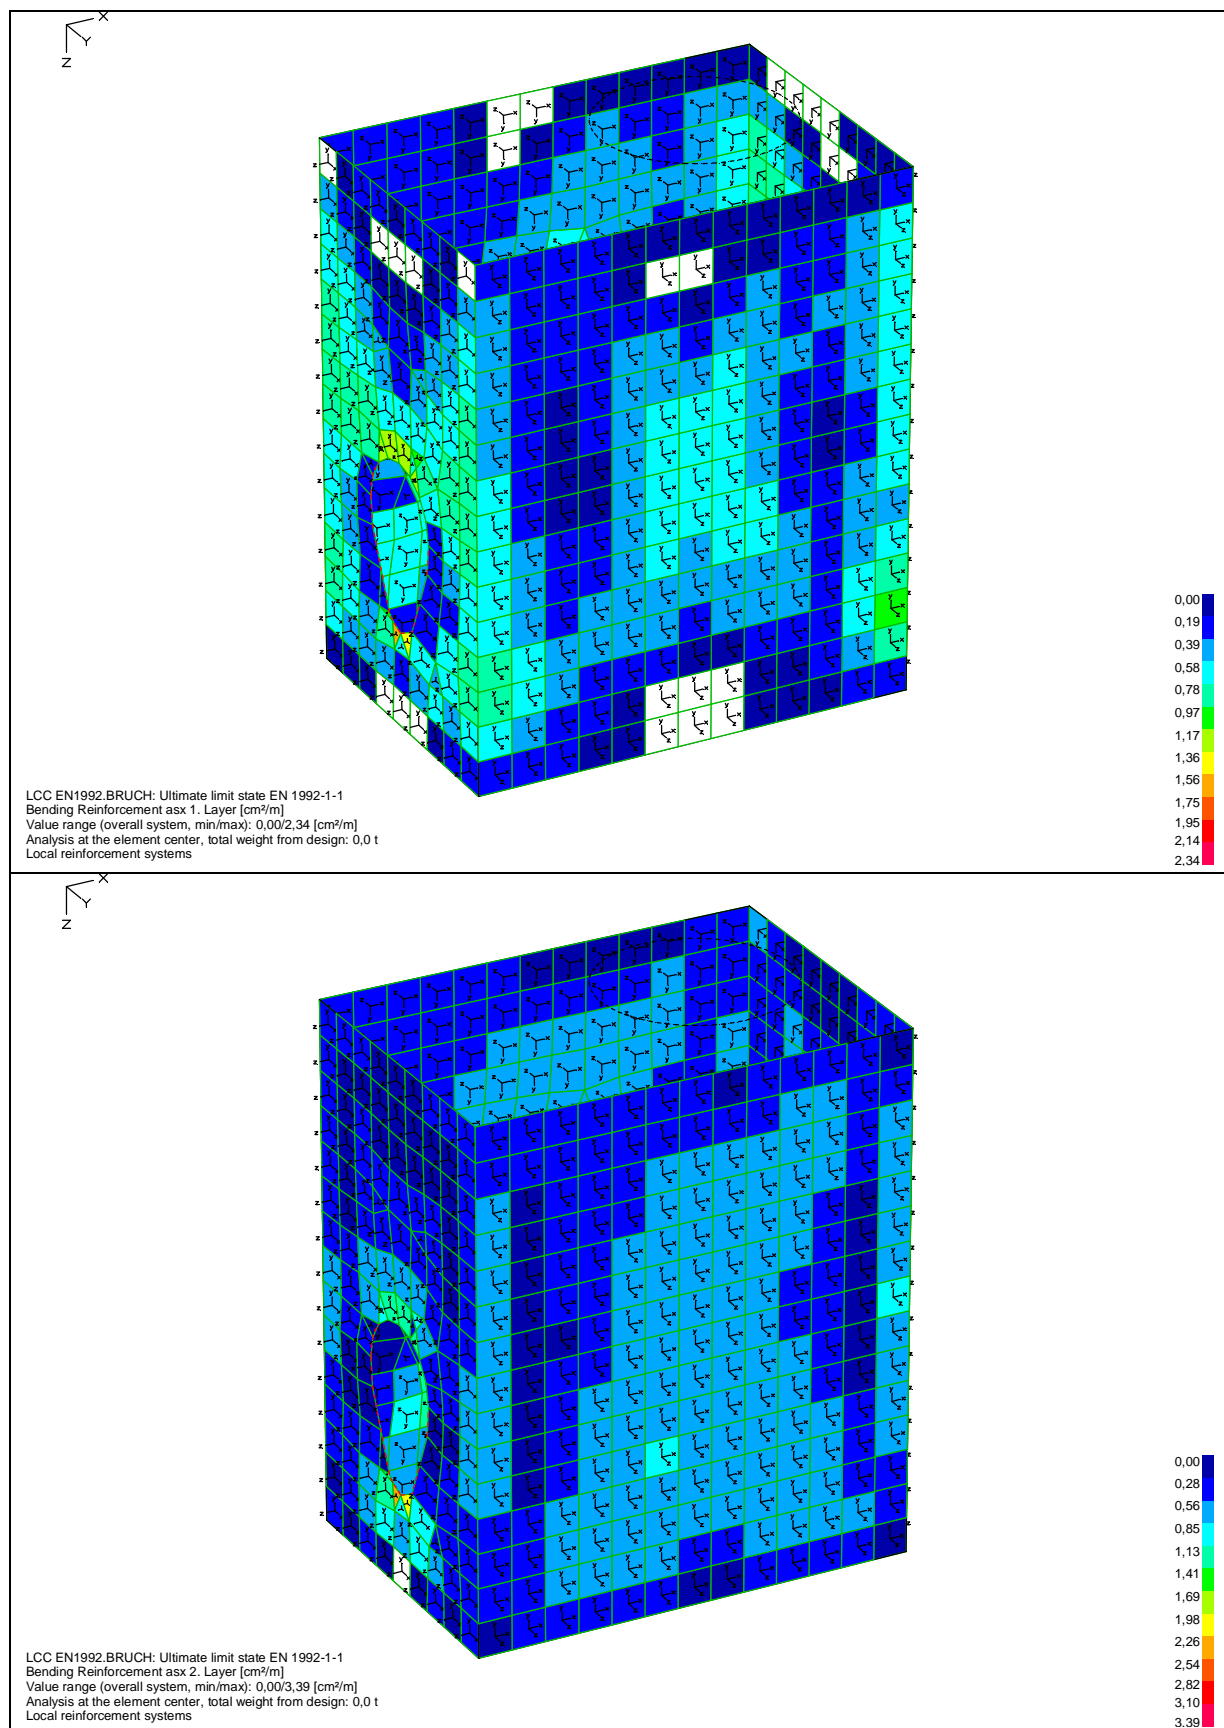 X
Y
Z
0,00
0,19
0,39
0,58
0,78
0,97
1,17
1,36
1,56
1,75
1,95
2,14
2,34
LCC EN1992.BRUCH: Ultimate limit state EN 1992-1-1
Bending Reinforcement asx 1. Layer [cm²/m]
Value range (overall system, min/max): 0,00/2,34 [cm²/m]
Analysis at the element center, total weight from design: 0,0 t
Local reinforcement systems
X
Y
Z
0,00
0,28
0,56
0,85
1,13
1,41
1,69
1,98
2,26
2,54
2,82
3,10
3,39
LCC EN1992.BRUCH: Ultimate limit state EN 1992-1-1
Bending Reinforcement asx 2. Layer [cm²/m]
Value range (overall system, min/max): 0,00/3,39 [cm²/m]
Analysis at the element center, total weight from design: 0,0 t
Local reinforcement systems